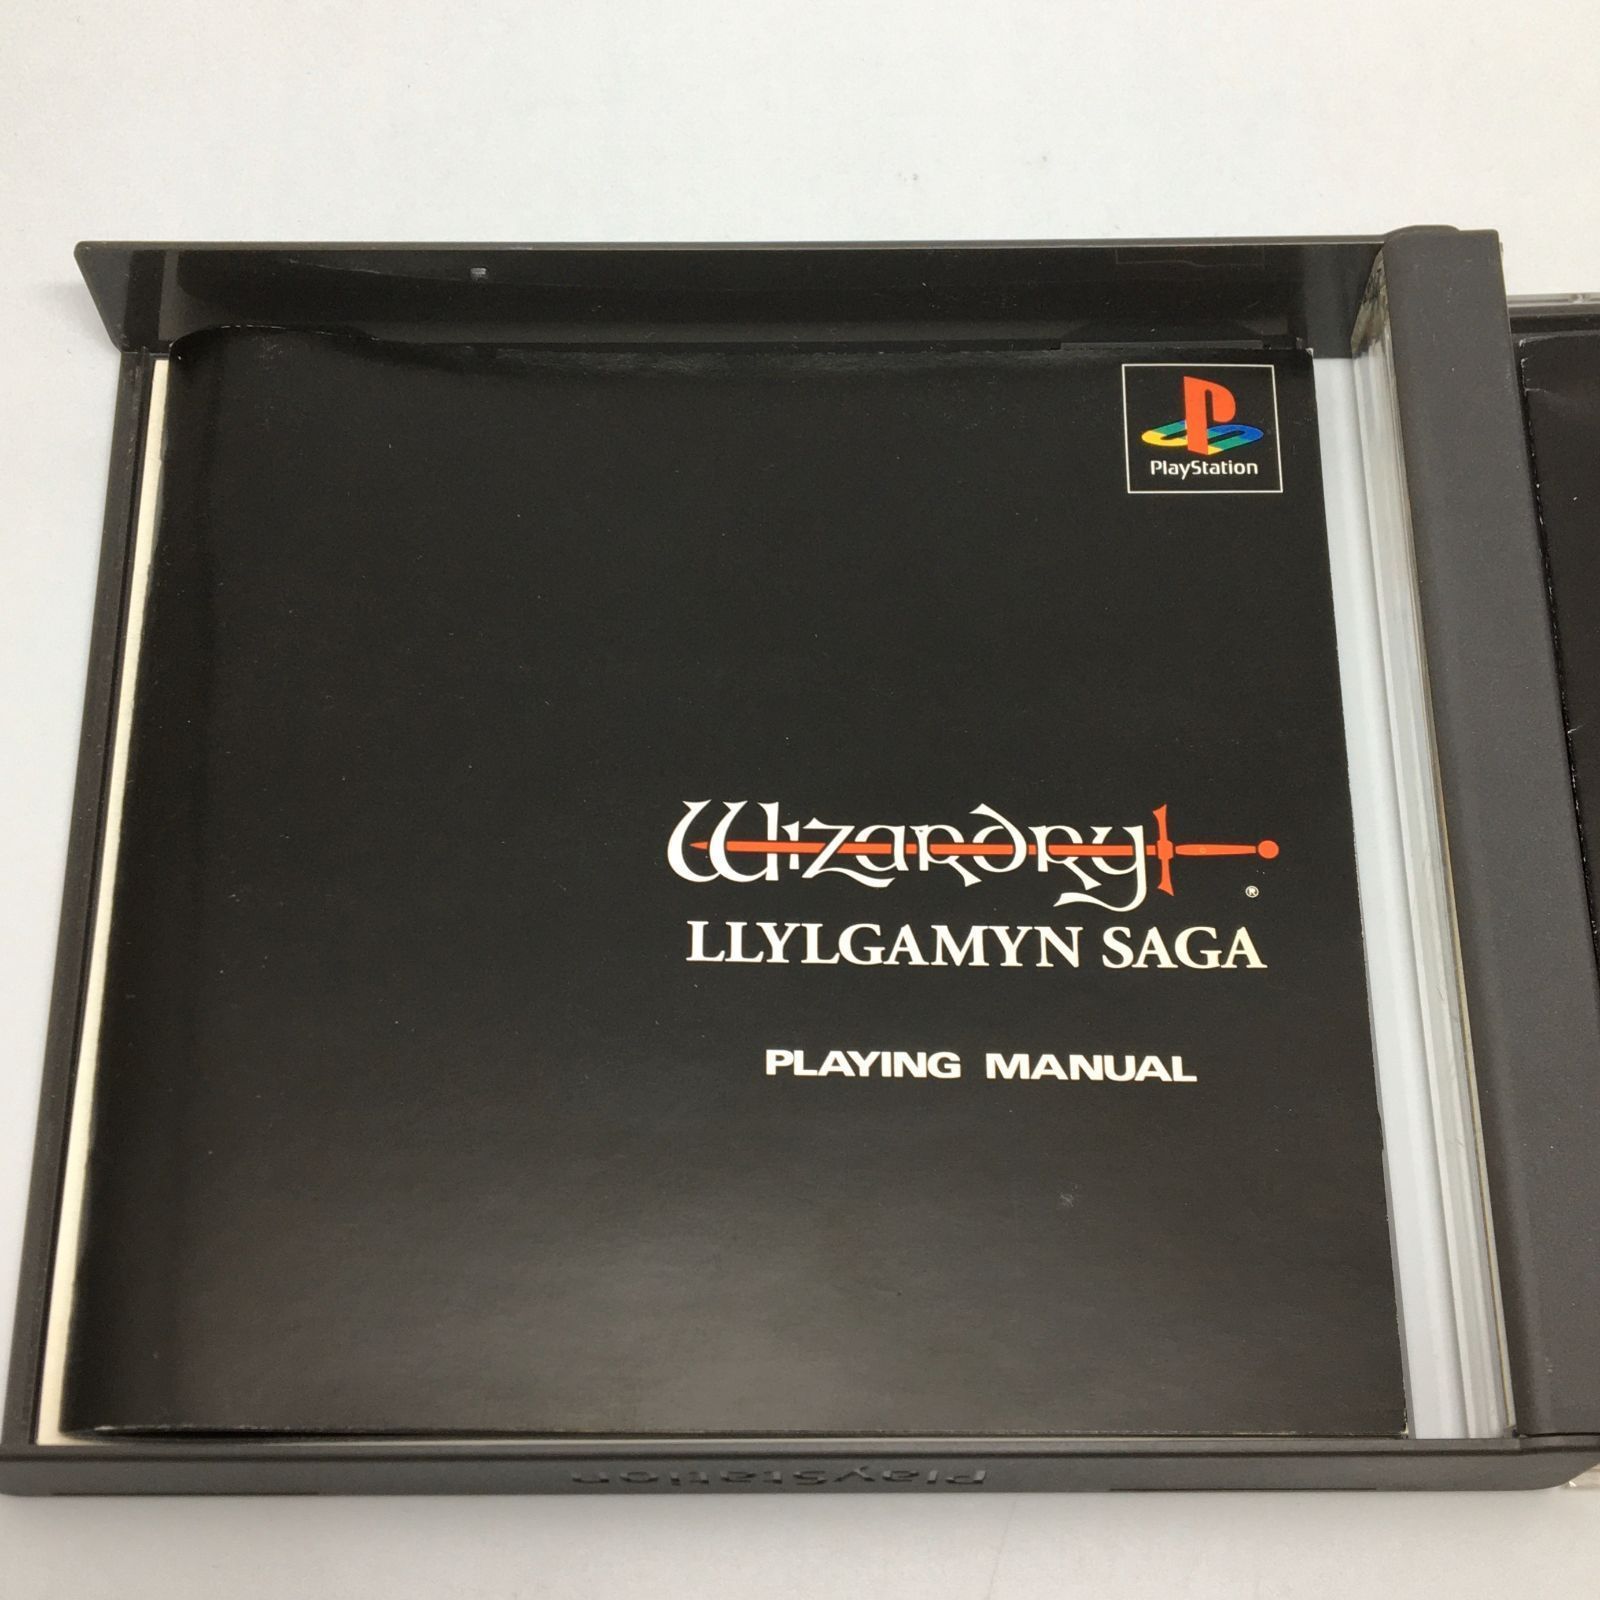 PlayStation
Wizardry
®
LLYLGAMYN SAGA
PLAYING MANUAL
PlayStation